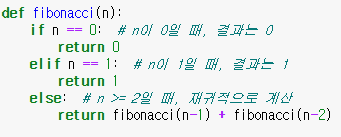 def fibonacci(n):
    if n == 0:  # n이 0일 때, 결과는 0
        return 0
    elif n == 1:  # n이 1일 때, 결과는 1
        return 1
    else:  # n >= 2일 때, 재귀적으로 계산
        return fibonacci(n-1) + fibonacci(n-2)